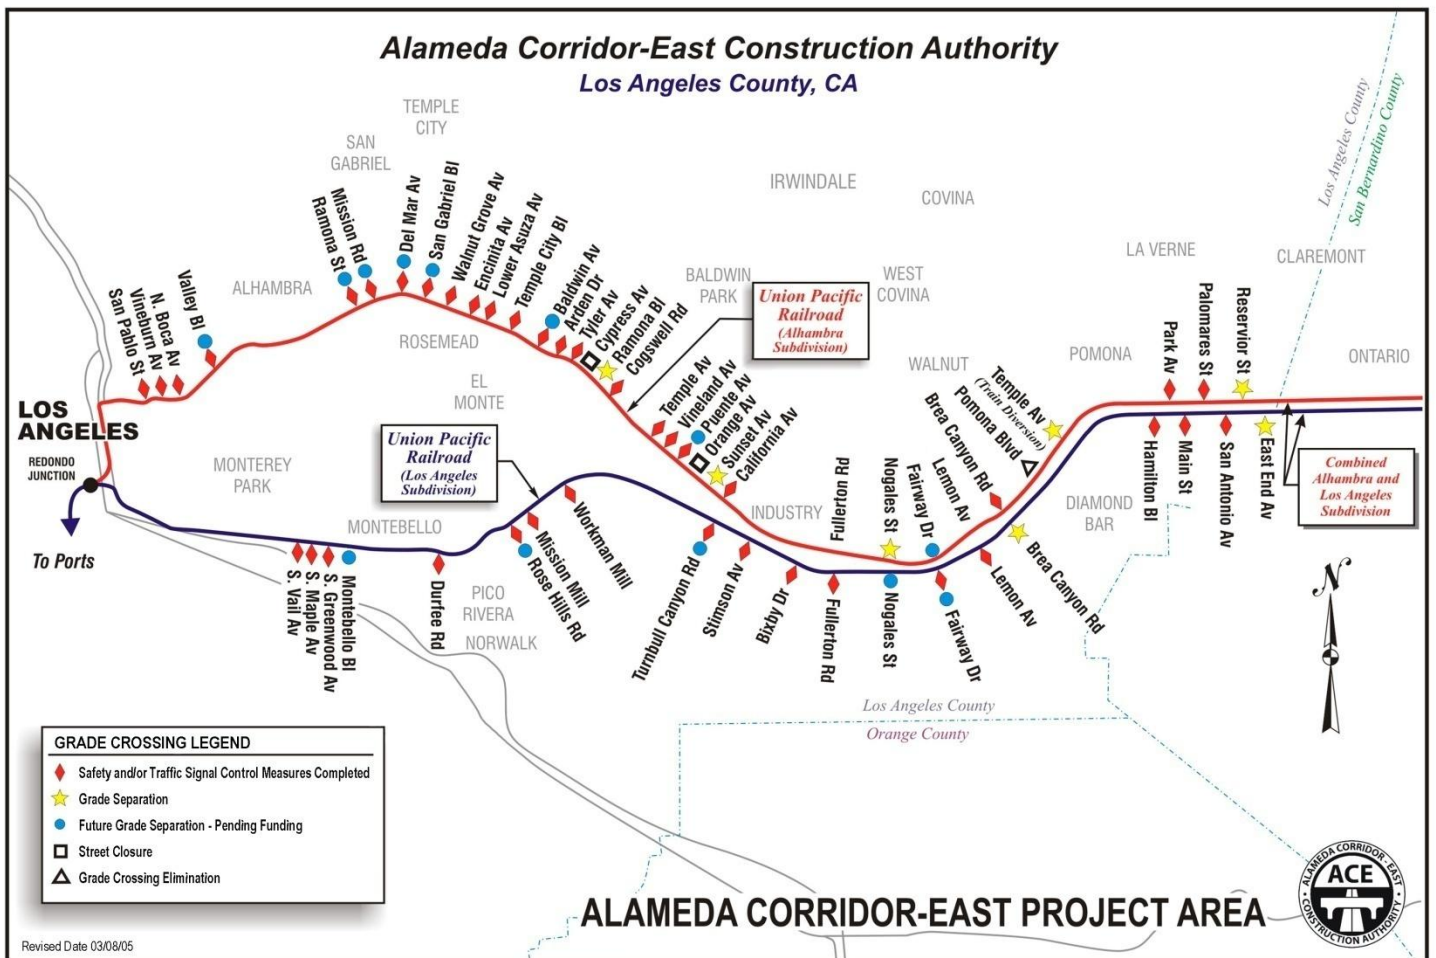 Alameda Corridor-East Construction Authority
Los Angeles County, CA
TEMPLE
CITY
SAN
GABRIEL
IRWINDALE
COVINA
Los Angeles County
San Bernardino County
LA VERNE
CLAREMONT
ALHAMBRA
BALDWIN
PARK
WEST
COVINA
ROSEMEAD
EL
MONTE
WALNUT
POMONA
ONTARIO
San Pablo St
Vineburn Av
N. Boca Av
Valley Bl
Ramona St
Mission Rd
Del Mar Av
San Gabriel Bl
Walnut Grove Av
Encinita Av
Lower Asuza Av
Temple City Bl
Baldwin Av
Arden Dr
Tyler Av
Cypress Av
Ramona Bl
Cogswell Rd
Union Pacific
Railroad
(Alhambra
Subdivision)
Temple Av
Vineland Av
Puente Av
Orange Av
Sunset Av
California Av
Fullerton Rd
Nogales St
Fairway Dr
Lemon Av
Brea Canyon Rd
Pomona Blvd
Temple Av
(Train Diversion)
Park Av
Palomares St
Reservior St
LOS
ANGELES
REDONDO
JUNCTION
To Ports
MONTEREY
PARK
MONTEBELLO
Union Pacific
Railroad
(Los Angeles
Subdivision)
INDUSTRY
DIAMOND
BAR
Combined
Alhambra and
Los Angeles
Subdivision
PICO
RIVERA
NORWALK
S. Vail Av
S. Maple Av
S. Greenwood Av
Montebello Bl
Durfee Rd
Rose Hills Rd
Mission Mill
Workman Mill
Turnbull Canyon Rd
Stimson Av
Bixby Dr
Fullerton Rd
Nogales St
Fairway Dr
Lemon Av
Brea Canyon Rd
Hamilton Bl
Main St
San Antonio Av
East End Av
N
Los Angeles County
Orange County
GRADE CROSSING LEGEND
Safety and/or Traffic Signal Control Measures Completed
Grade Separation
Future Grade Separation - Pending Funding
Street Closure
Grade Crossing Elimination
ALAMEDA CORRIDOR-EAST PROJECT AREA
ALAMEDA CORRIDOR - EAST
ACE
CONSTRUCTION AUTHORITY
Revised Date 03/08/05